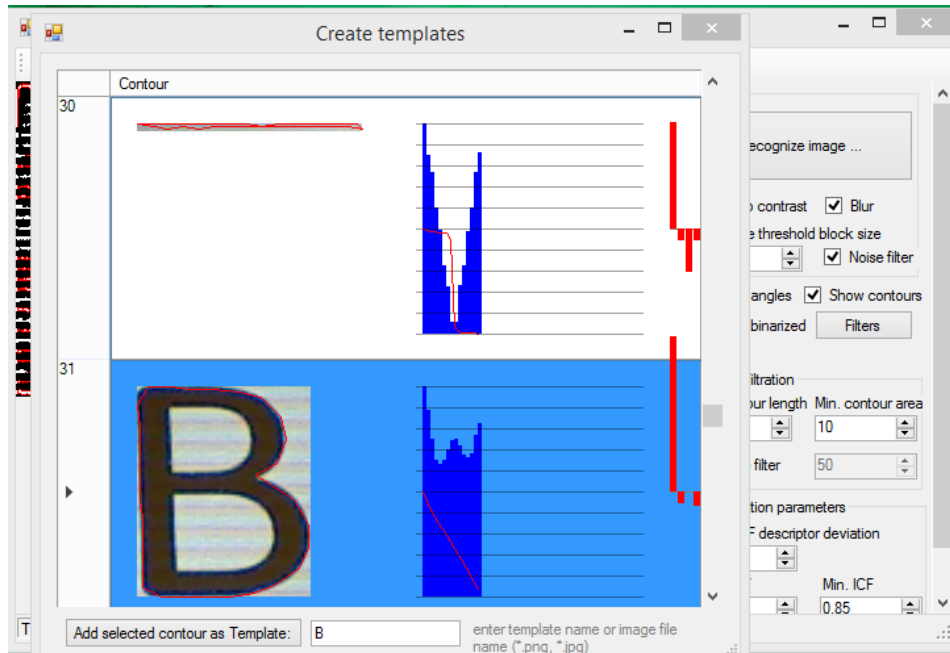 Create templates
Contour
30
ecognize image ...
contrast
Blur
threshold block size
Noise filter
angles
Show contours
binarized
Filters
31
B
iltration
our length
Min. contour area
10
filter
50
tion parameters
F descriptor deviation
Min. ICF
0.85
Add selected contour as Template:
B
enter template name or image file
name (*.png, *.jpg)
T